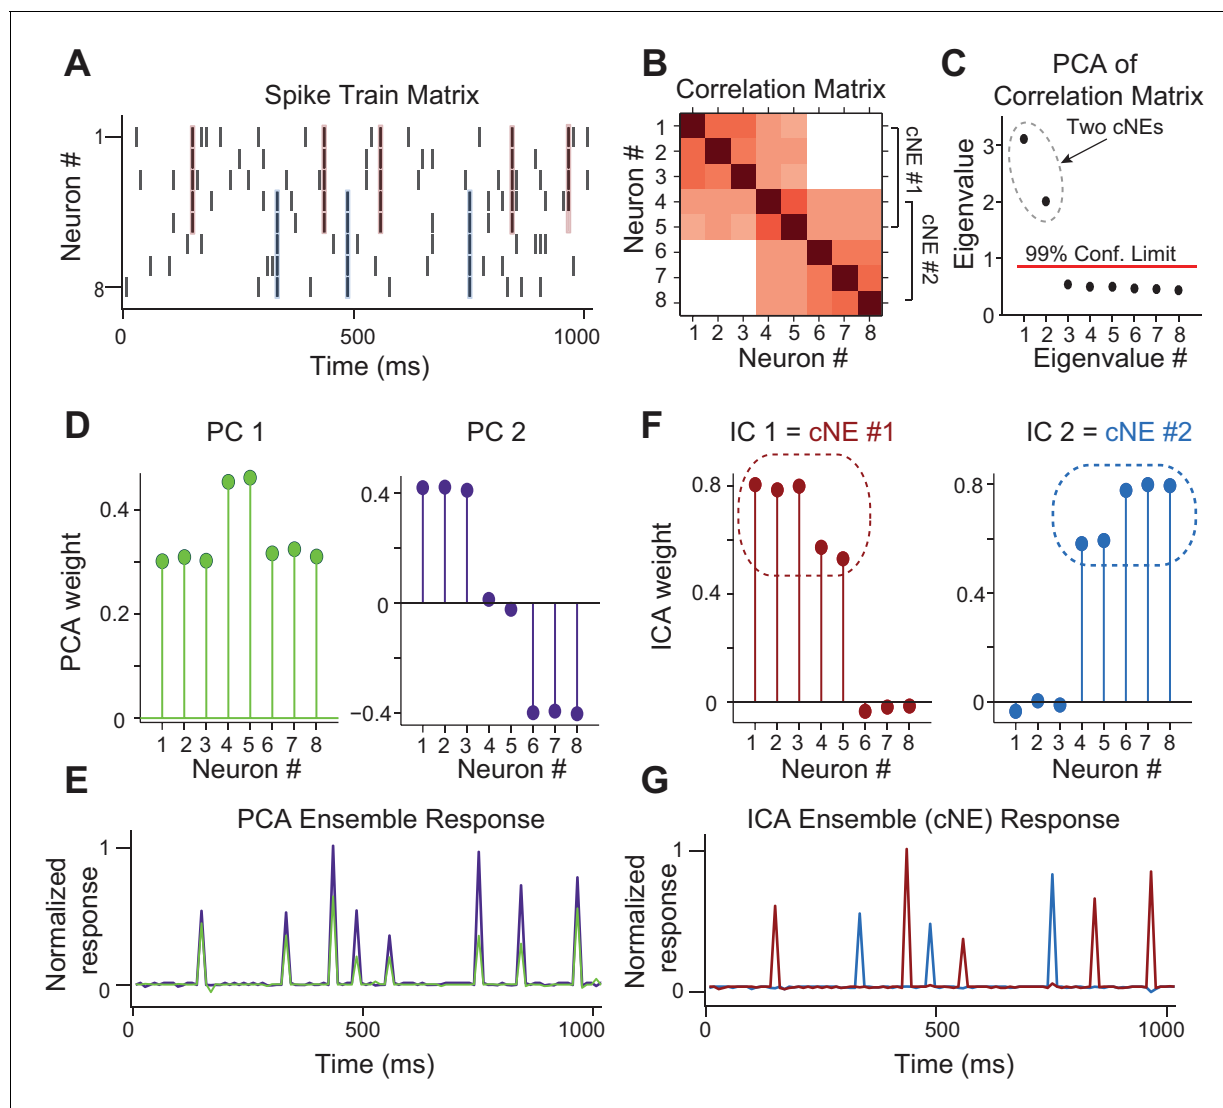 A
Spike Train Matrix
Neuron #
1
8
0
500
1000
Time (ms)
B
Correlation Matrix
Neuron #
1
2
3
4
5
6
7
8
cNE #1
cNE #2
1 2 3 4 5 6 7 8
Neuron #
C
PCA of
Correlation Matrix
Two cNEs
Eigenvalue
3
2
1
0
99% Conf. Limit
1 2 3 4 5 6 7 8
Eigenvalue #
D
PC 1
PCA weight
0.4
0.2
0
1 2 3 4 5 6 7 8
Neuron #
PC 2
0.4
0
−0.4
1 2 3 4 5 6 7 8
Neuron #
F
IC 1 = cNE #1
ICA weight
0.8
0.4
0
1 2 3 4 5 6 7 8
Neuron #
IC 2 = cNE #2
0.8
0.4
0
1 2 3 4 5 6 7 8
Neuron #
E
PCA Ensemble Response
Normalized
response
1
0
0
500
1000
Time (ms)
G
ICA Ensemble (cNE) Response
Normalized
response
1
0
0
500
1000
Time (ms)